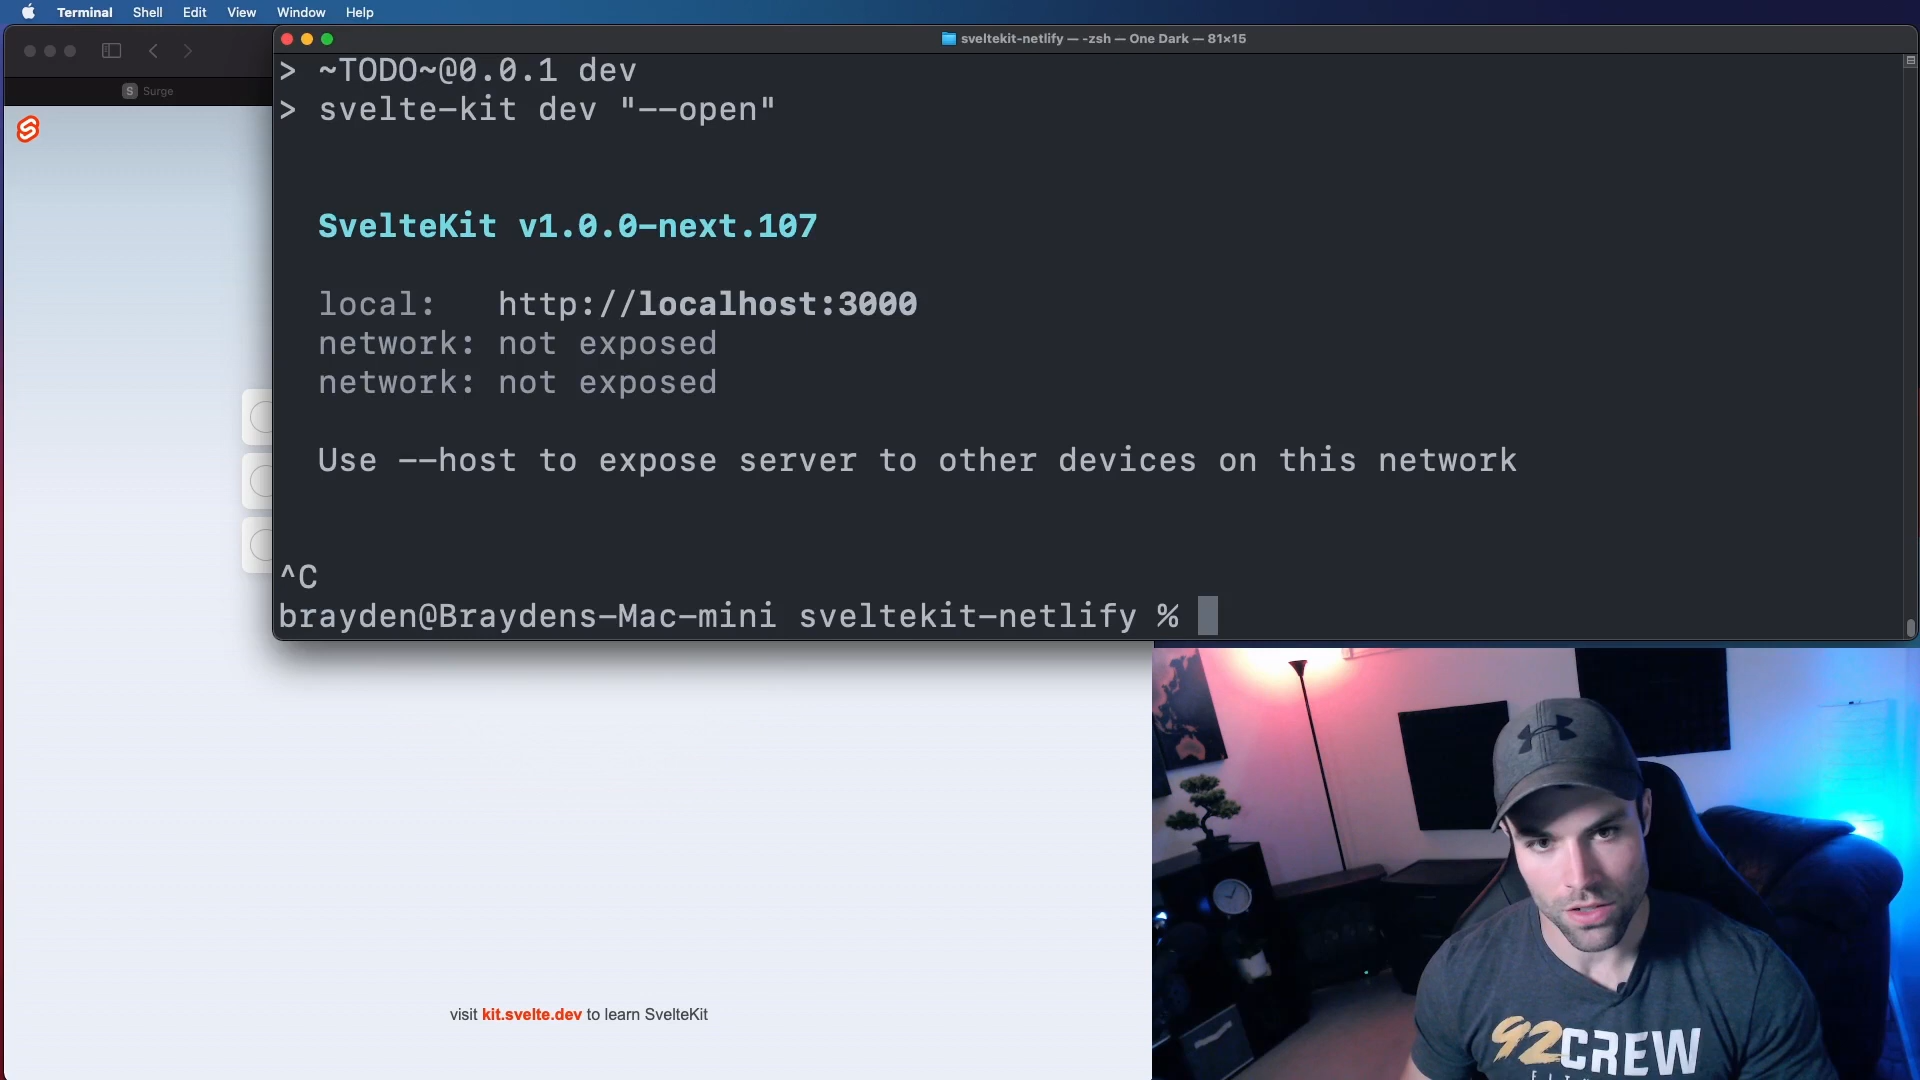 Terminal Shell Edit View Window Help
sveltekit-netlify — -zsh — One Dark — 81×15
S Surge
> ~TODO~@0.0.1 dev
> svelte-kit dev "--open"
SvelteKit v1.0.0-next.107
local: http://localhost:3000
network: not exposed
network: not exposed
Use --host to expose server to other devices on this network
^C
brayden@Braydens-Mac-mini sveltekit-netlify %
visit kit.svelte.dev to learn SvelteKit
92CREW